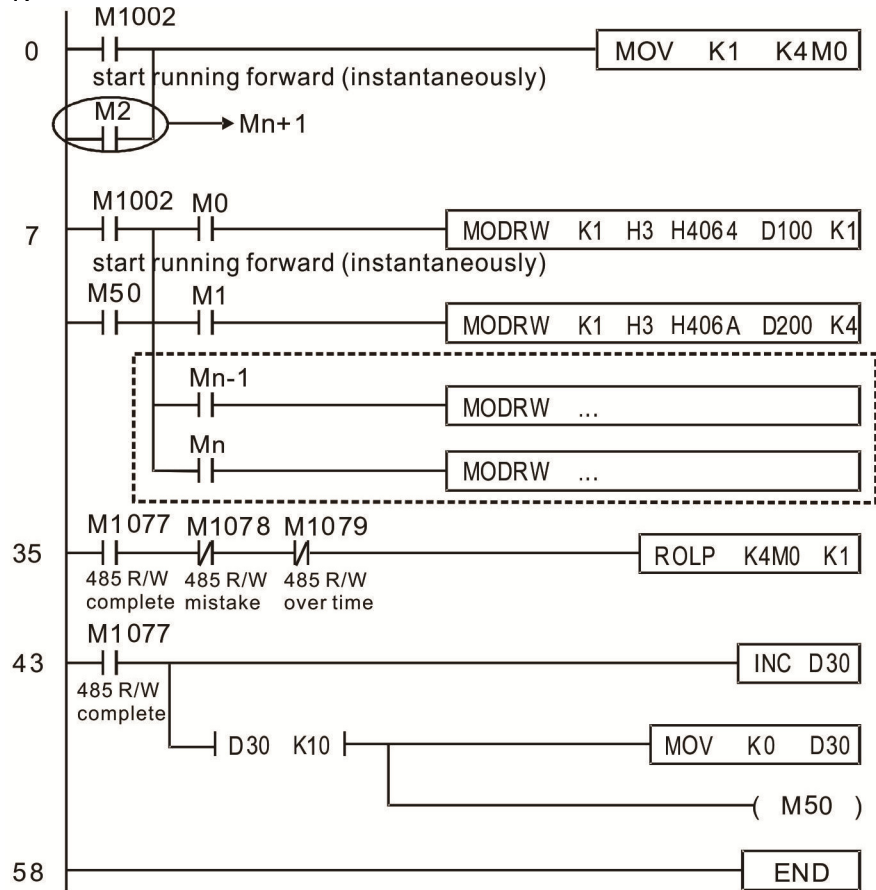 M1002
0 MOV K1 K4M0
start running forward (instantaneously)
M2
Mn+1
M1002 M0
7 MODRW K1 H3 H4064 D100 K1
start running forward (instantaneously)
M50 M1
MODRW K1 H3 H406A D200 K4
Mn-1
MODRW ...
Mn
MODRW ...
M1077 M1078 M1079
35 ROLP K4M0 K1
485 R/W 485 R/W 485 R/W
complete mistake over time
M1077
43 INC D30
485 R/W
complete
D30 K10 MOV K0 D30
( M50 )
58 END